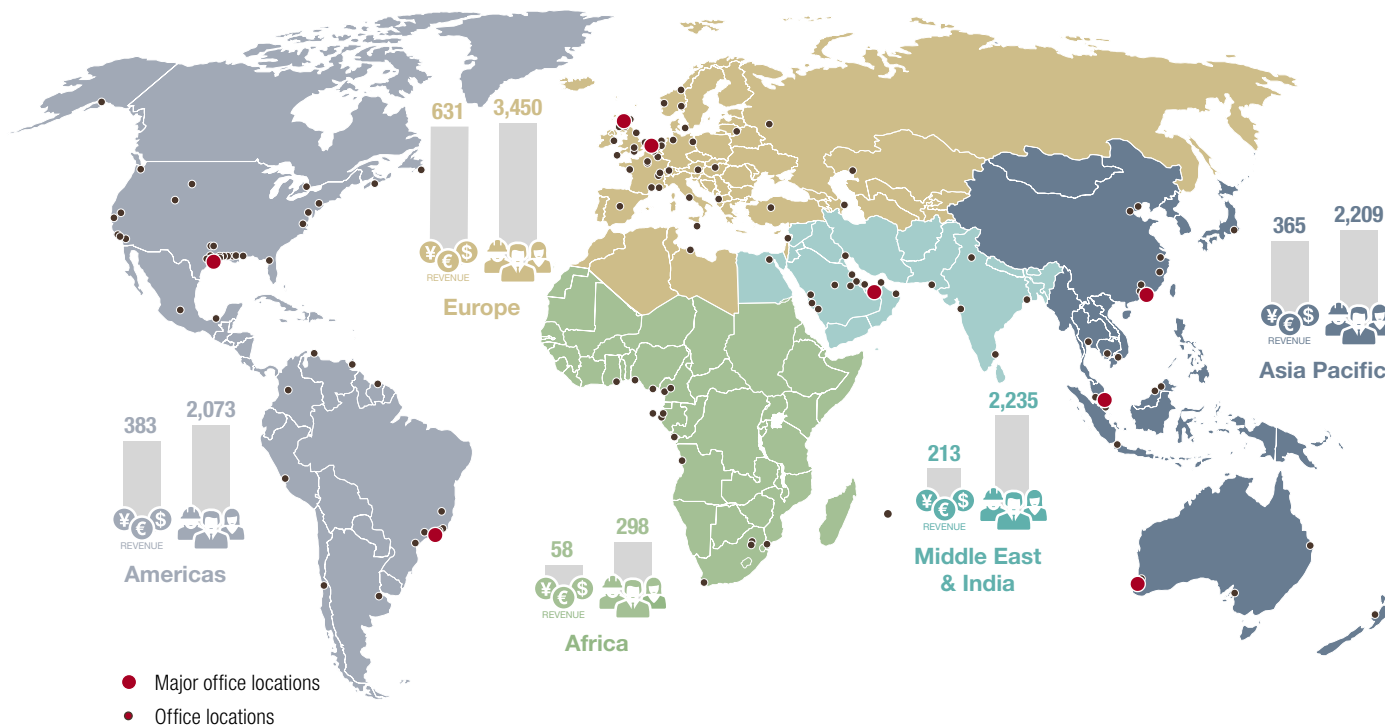 631
3,450
¥ € $
REVENUE
Europe
365
2,209
¥ € $
REVENUE
Asia Pacific
383
2,073
¥ € $
REVENUE
Americas
213
2,235
¥ € $
REVENUE
Middle East
& India
58
298
¥ € $
REVENUE
Africa
Major office locations
Office locations